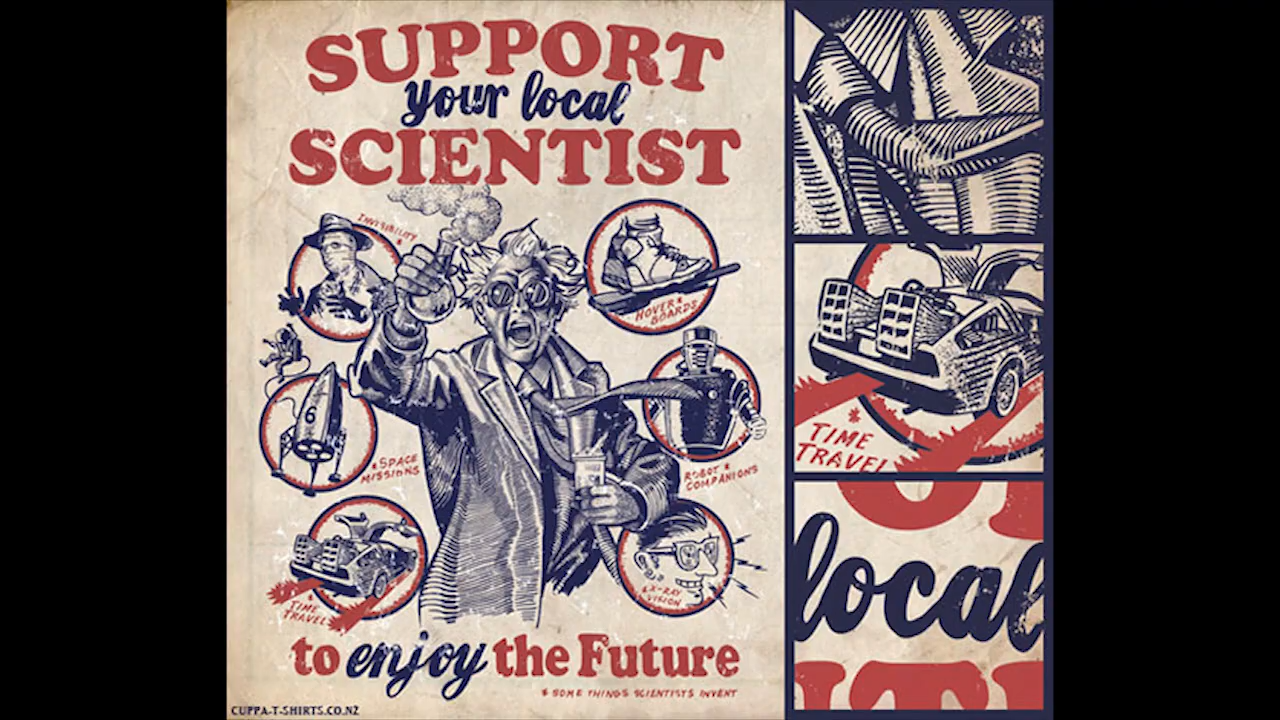 SUPPORT
your local
SCIENTIST
INVISIBILITY
*
HOVER*
BOARDS
6
*SPACE
MISSIONS
ROBOT *
COMPANIONS
*
TIME
TRAVEL
*X-RAY
VISION
to enjoy the Future
* SOME THINGS SCIENTISTS INVENT
CUPPA-T-SHIRTS.CO.NZ
*
TIME
TRAVEL
local